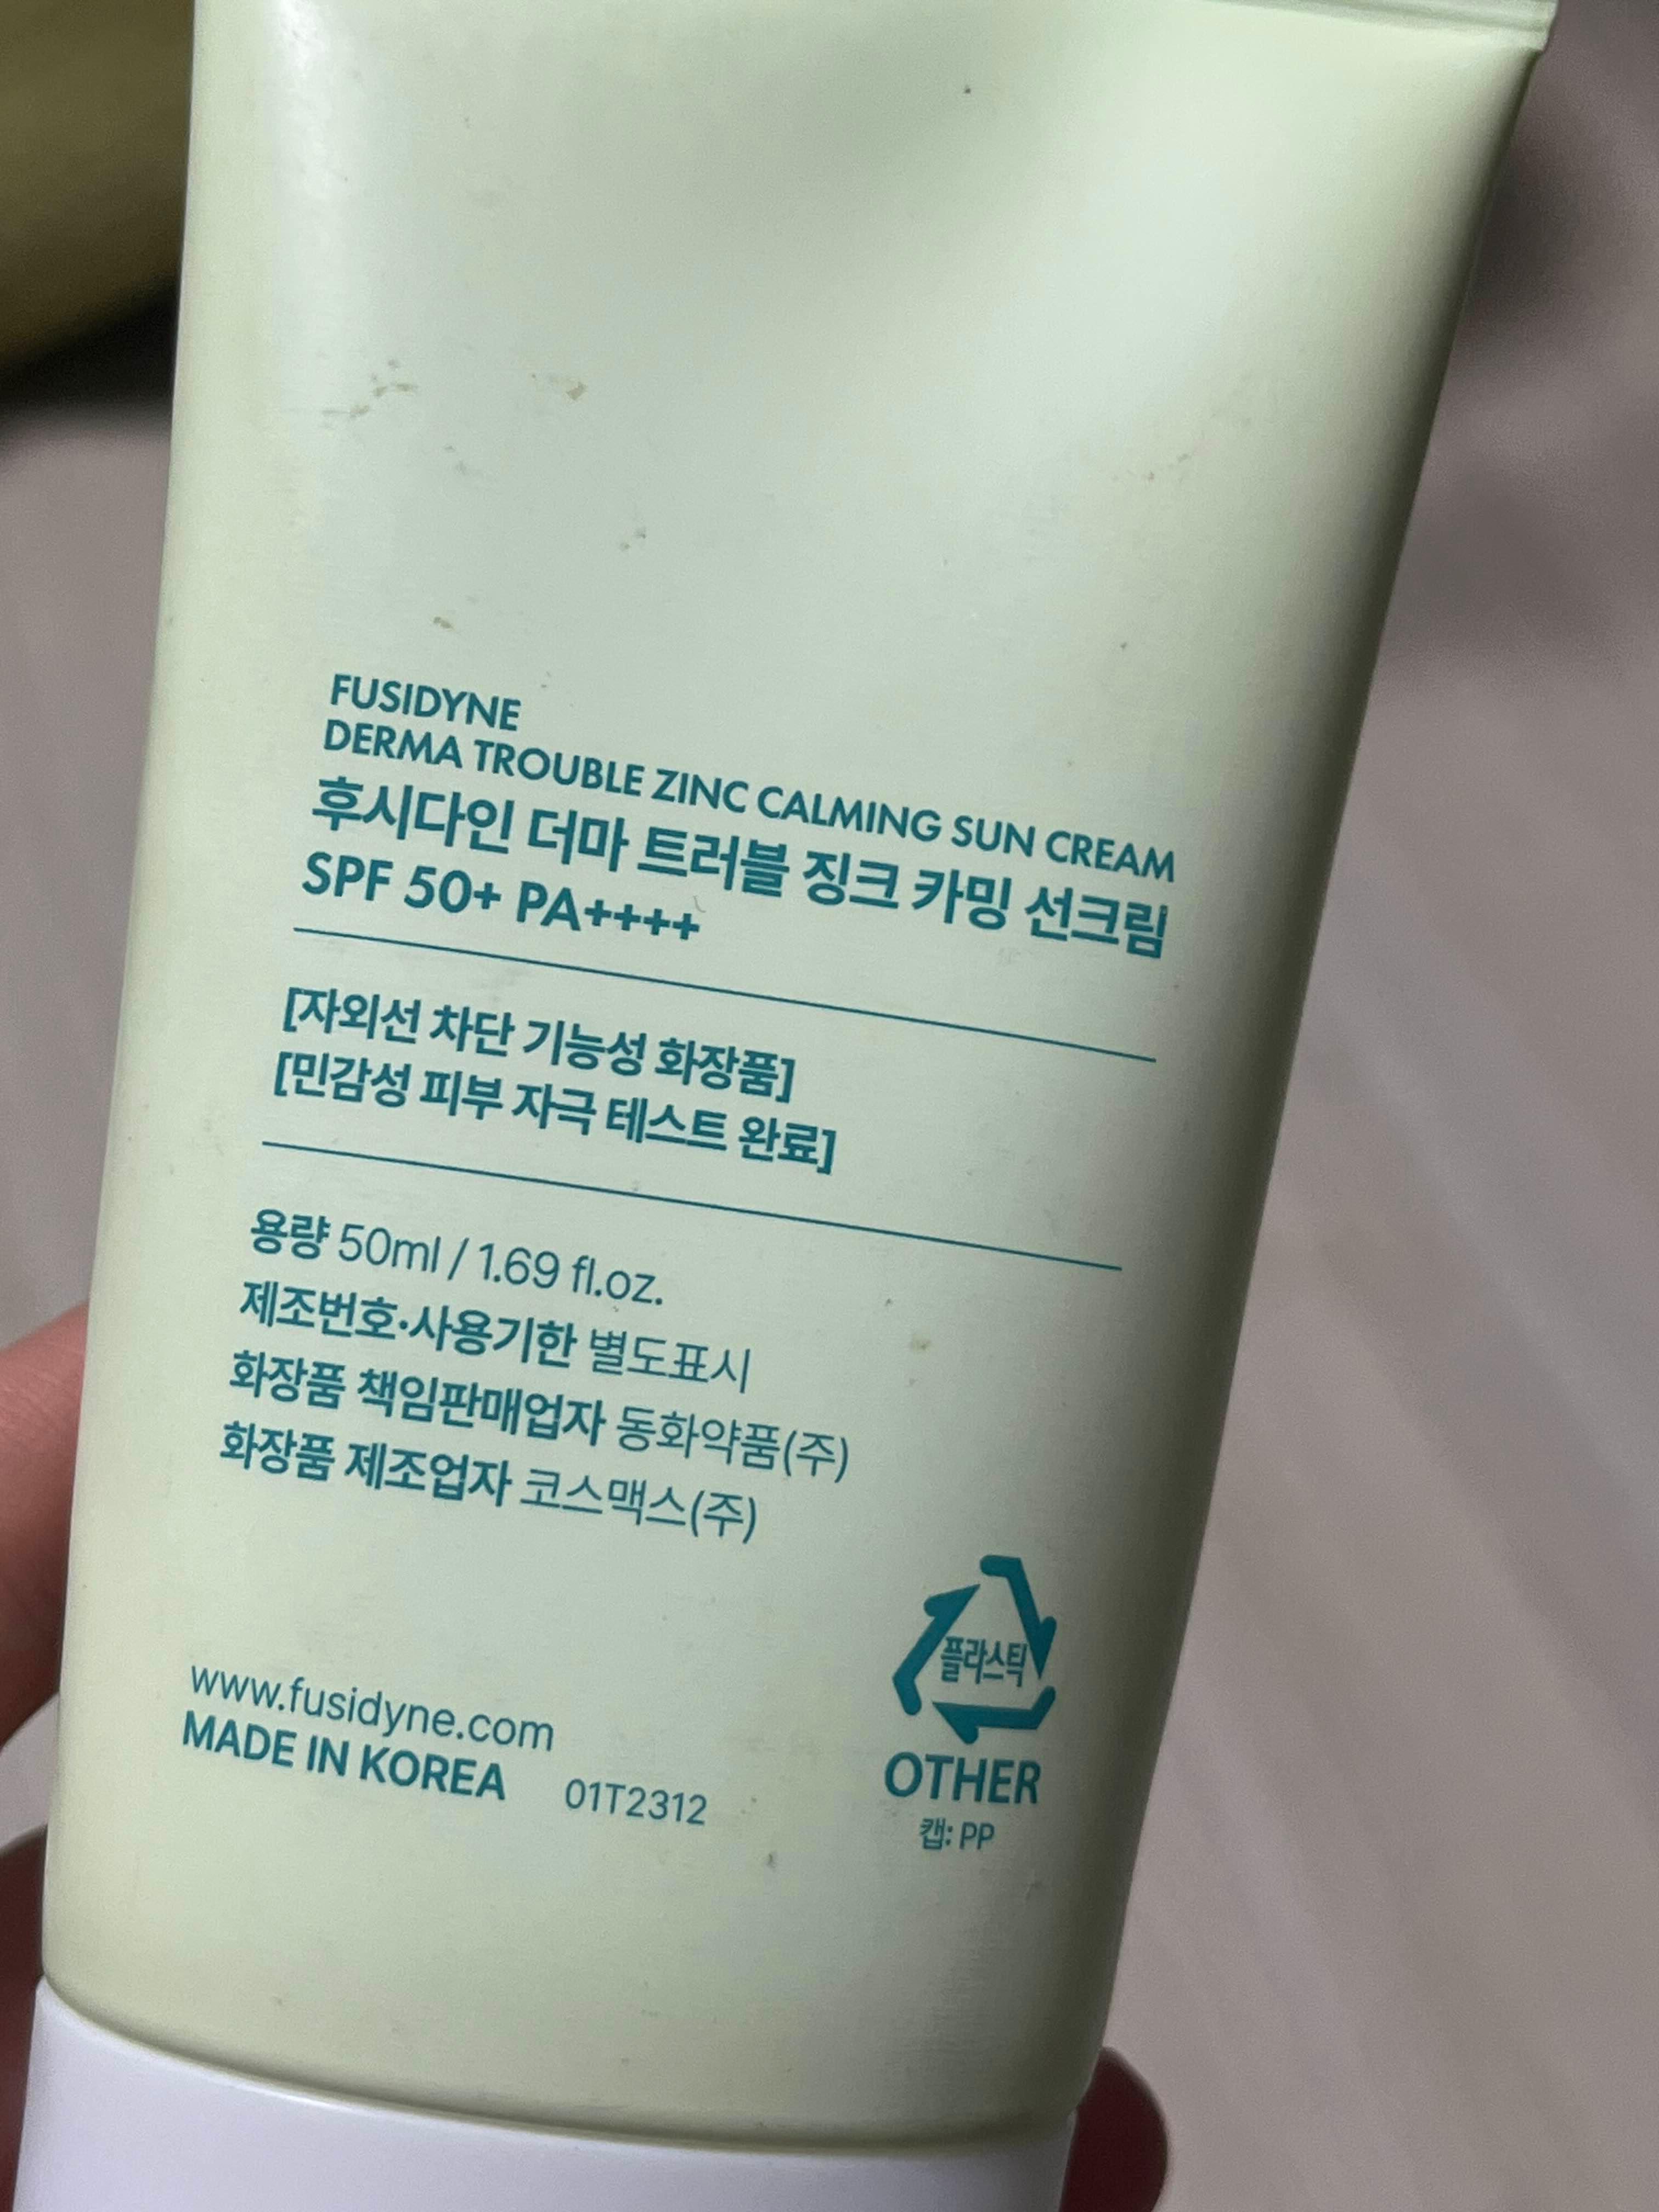 FUSIDYNE
DERMA TROUBLE ZINC CALMING SUN CREAM
후시다인 더마 트러블 징크 카밍 선크림
SPF 50+ PA++++
[자외선 차단 기능성 화장품]
[민감성 피부 자극 테스트 완료]
용량 50ml / 1.69 fl.oz.
제조번호·사용기한 별도표시
화장품 책임판매업자 동화약품(주)
화장품 제조업자 코스맥스(주)
플라스틱
OTHER
캡: PP
www.fusidyne.com
MADE IN KOREA 01T2312